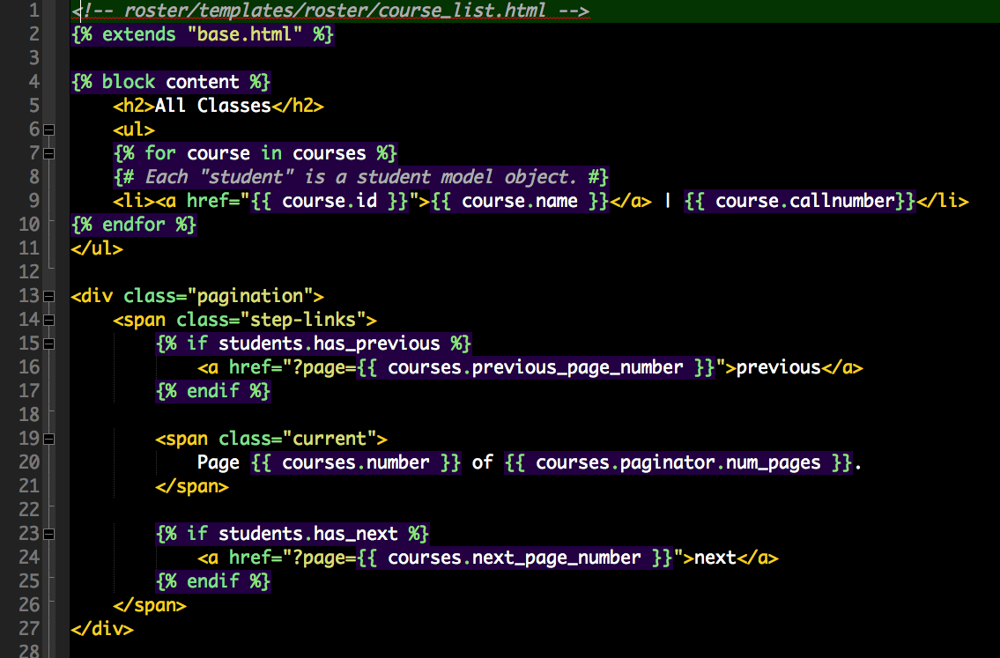 1 <!-- roster/templates/roster/course_list.html -->
2 {% extends "base.html" %}
3
4 {% block content %}
5     <h2>All Classes</h2>
6     <ul>
7     {% for course in courses %}
8     {# Each "student" is a student model object. #}
9     <li><a href="{{ course.id }}">{{ course.name }}</a> | {{ course.callnumber}}</li>
10 {% endfor %}
11 </ul>
12
13 <div class="pagination">
14     <span class="step-links">
15         {% if students.has_previous %}
16             <a href="?page={{ courses.previous_page_number }}">previous</a>
17         {% endif %}
18
19         <span class="current">
20             Page {{ courses.number }} of {{ courses.paginator.num_pages }}.
21         </span>
22
23         {% if students.has_next %}
24             <a href="?page={{ courses.next_page_number }}">next</a>
25         {% endif %}
26     </span>
27 </div>
28